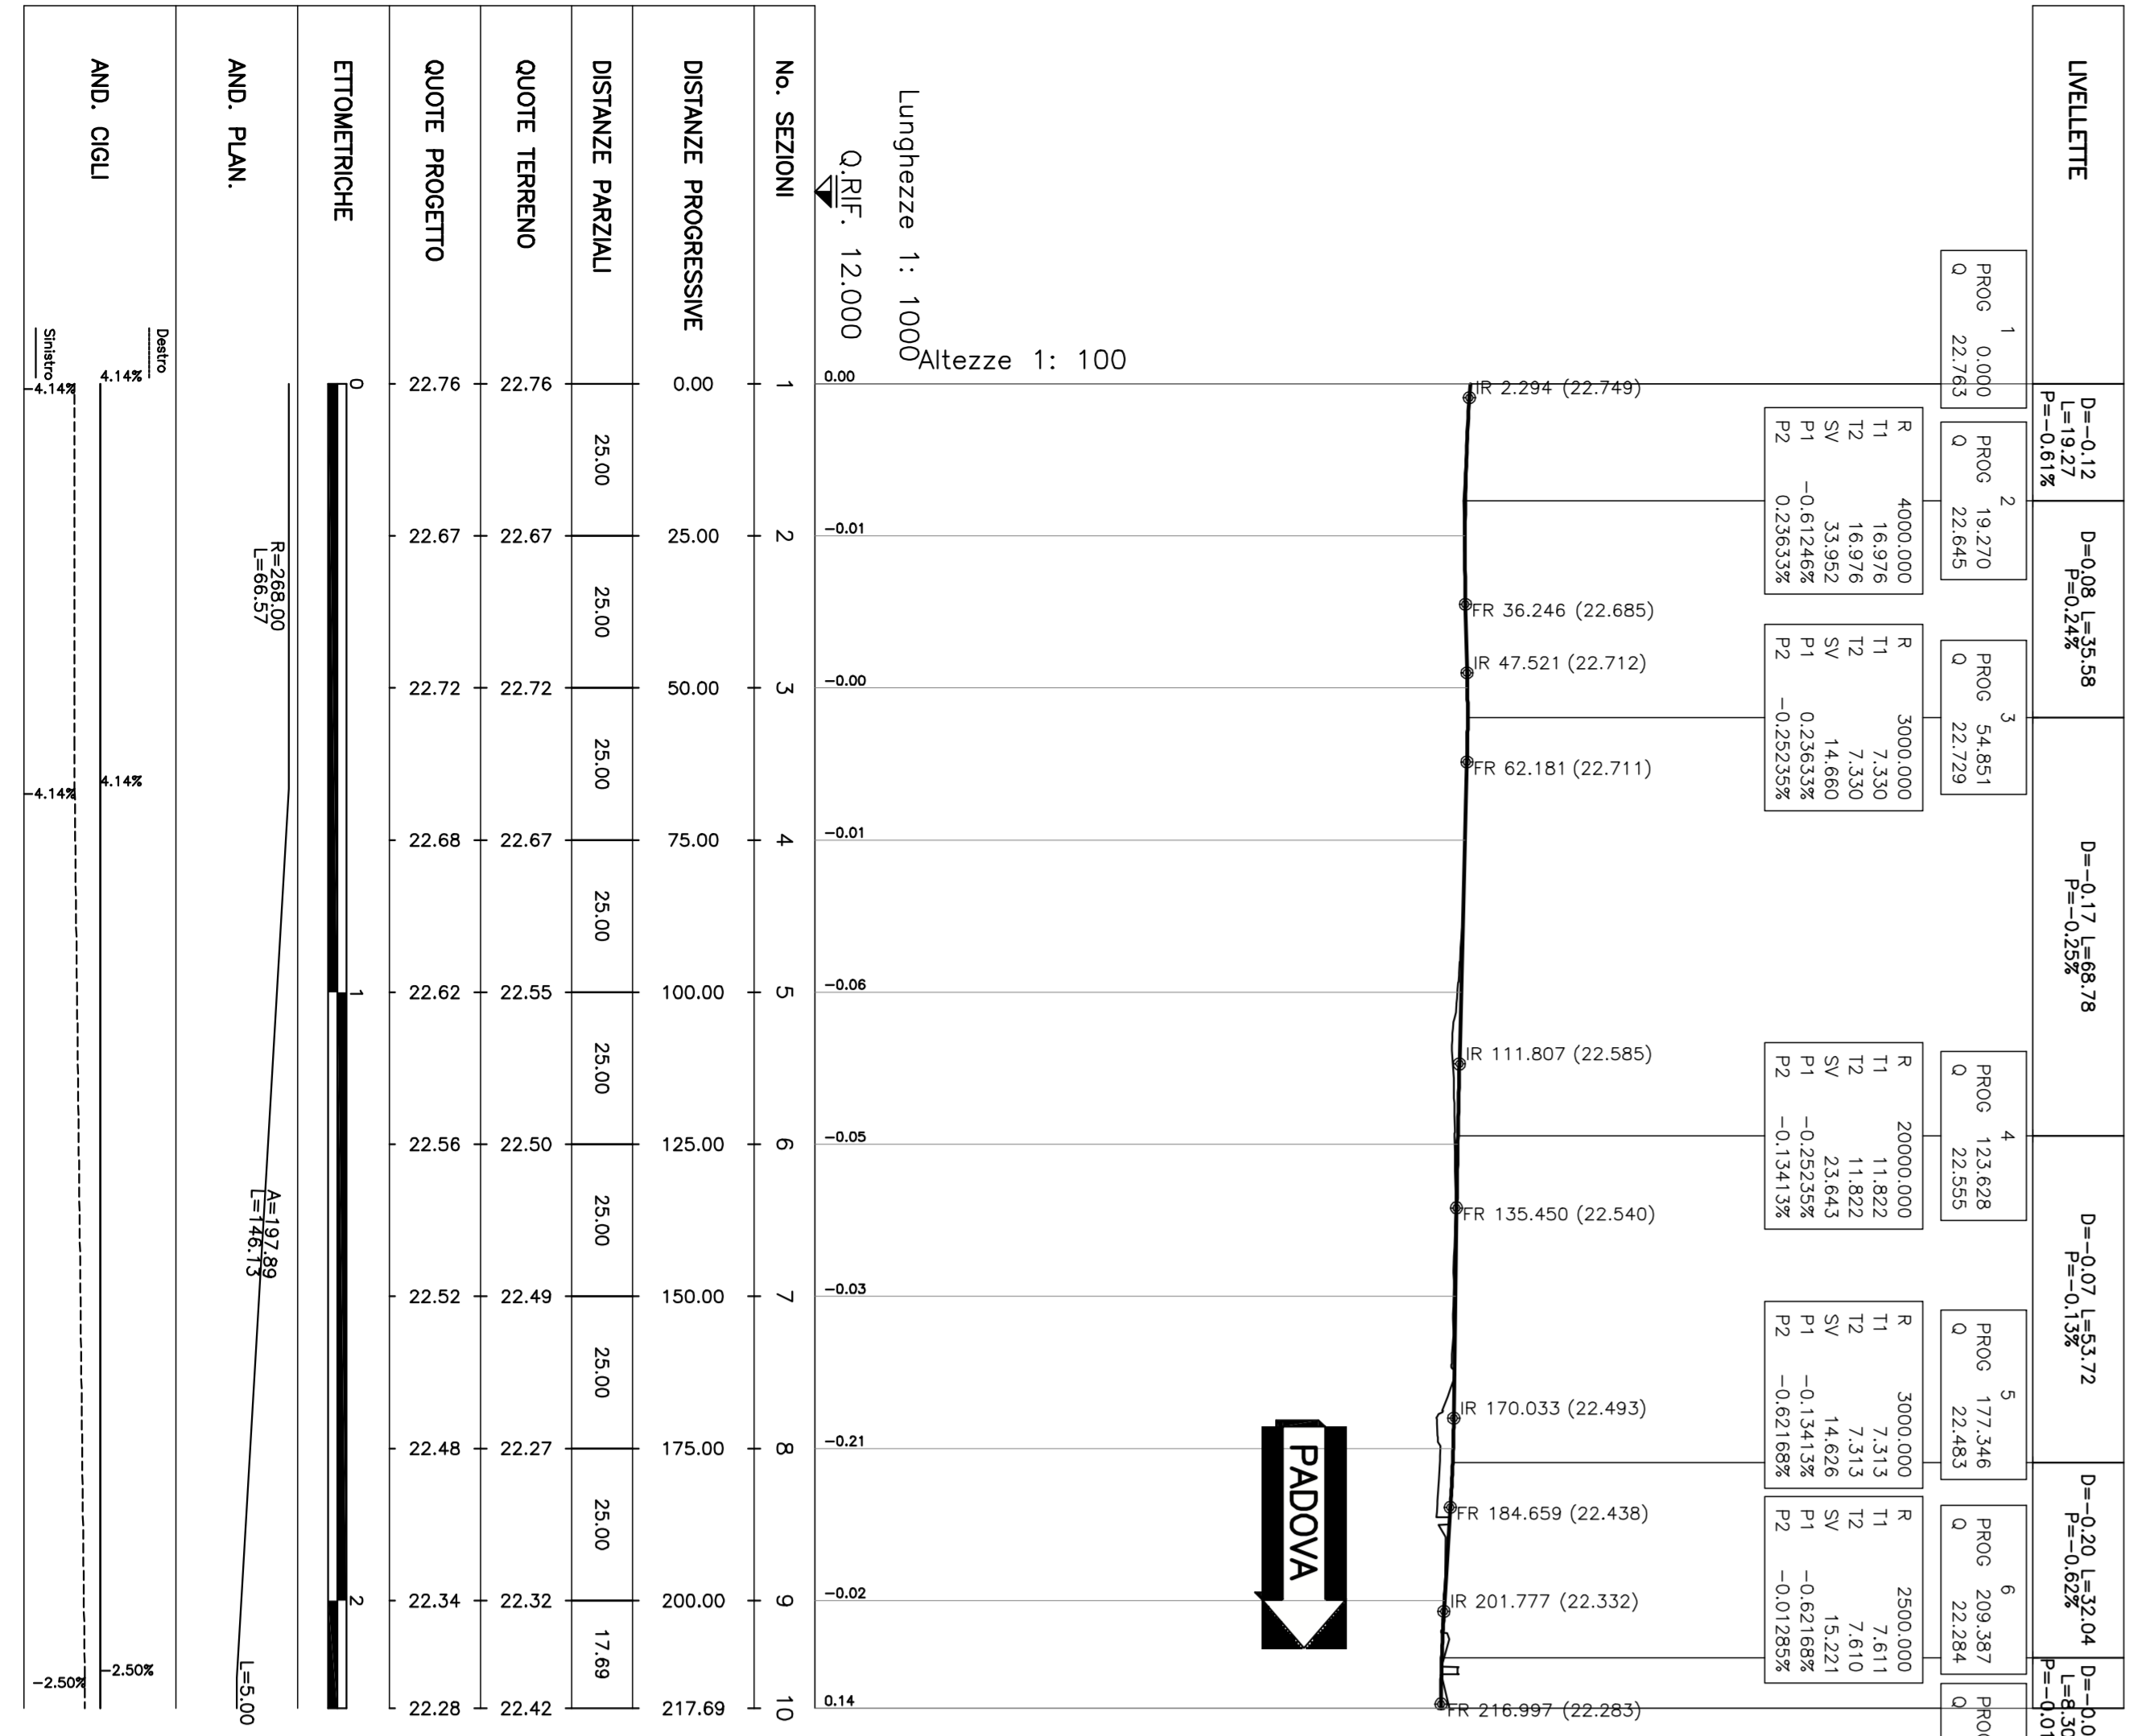 LIVELLETTE
D=-0.12
L=19.27
P=-0.61%
D=0.08 L=35.58
P=0.24%
D=-0.17 L=68.78
P=-0.25%
D=-0.07 L=53.72
P=-0.13%
D=-0.20 L=32.04
P=-0.62%
1
PROG 0.000
Q 22.763
2
PROG 19.270
Q 22.645
3
PROG 54.851
Q 22.729
4
PROG 123.628
Q 22.555
5
PROG 177.346
Q 22.483
6
PROG 209.387
Q 22.284
Q
R 4000.000
T1 16.976
T2 16.976
SV 33.952
P1 -0.61246%
P2 0.23633%
R 3000.000
T1 7.330
T2 7.330
SV 14.660
P1 0.23633%
P2 -0.25235%
R 20000.000
T1 11.822
T2 11.822
SV 23.643
P1 -0.25235%
P2 -0.13413%
R 3000.000
T1 7.313
T2 7.313
SV 14.626
P1 -0.13413%
P2 -0.62168%
R 2500.000
T1 7.611
T2 7.610
SV 15.221
P1 -0.62168%
P2 -0.01285%
IR 2.294 (22.749)
FR 36.246 (22.685)
IR 47.521 (22.712)
FR 62.181 (22.711)
IR 111.807 (22.585)
FR 135.450 (22.540)
IR 170.033 (22.493)
FR 184.659 (22.438)
IR 201.777 (22.332)
FR 216.997 (22.283)
PADOVA
Altezze 1: 100
Lunghezze 1: 1000
Q.RIF. 12.000
0.00 -0.01 -0.00 -0.01 -0.06 -0.05 -0.03 -0.21 -0.02 0.14
No. SEZIONI 1 2 3 4 5 6 7 8 9 10
DISTANZE PROGRESSIVE 0.00 25.00 50.00 75.00 100.00 125.00 150.00 175.00 200.00 217.69
DISTANZE PARZIALI 25.00 25.00 25.00 25.00 25.00 25.00 25.00 25.00 17.69
QUOTE TERRENO 22.76 22.67 22.72 22.67 22.55 22.50 22.49 22.27 22.32 22.42
QUOTE PROGETTO 22.76 22.67 22.72 22.68 22.62 22.56 22.52 22.48 22.34 22.28
ETTOMETRICHE 0 1 2
AND. PLAN.
R=268.00
L=66.57
A=197.89
L=146.13
L=5.00
AND. CIGLI
Destro
4.14% 4.14% -2.50%
Sinistro
-4.14% -4.14% -2.50%